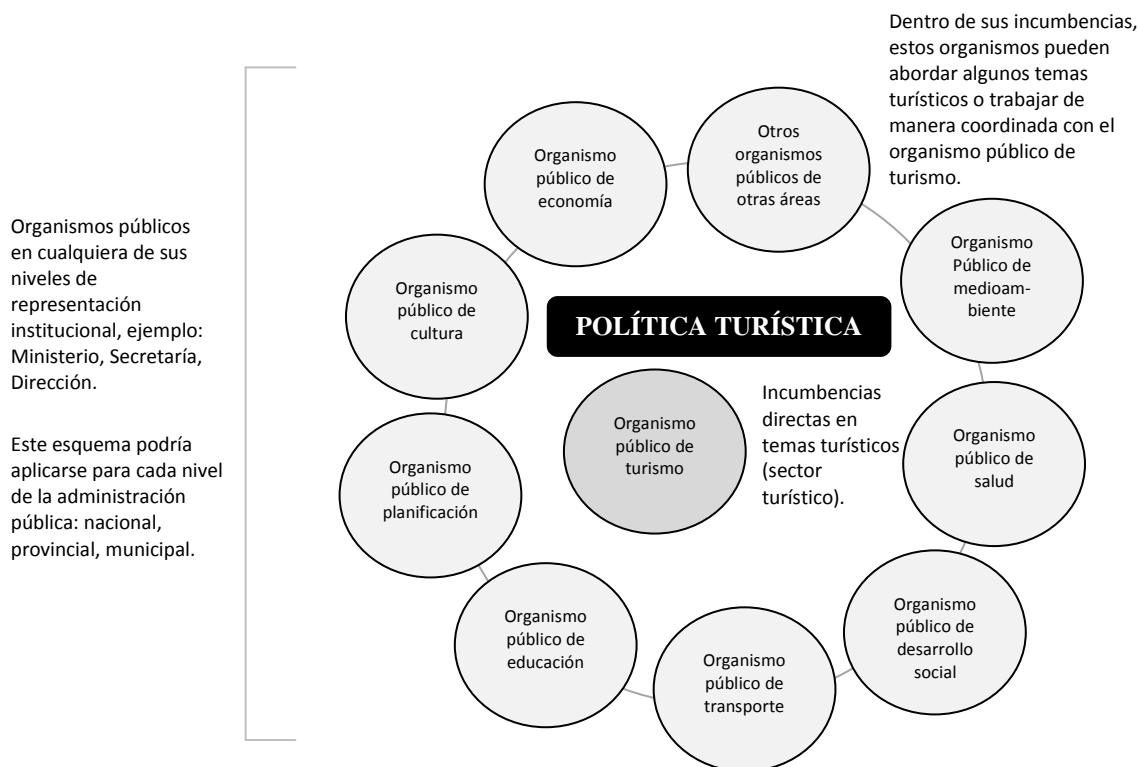 Dentro de sus incumbencias,
estos organismos pueden
abordar algunos temas
turísticos o trabajar de
manera coordinada con el
organismo público de
turismo.
Otros
organismos
públicos de
otras áreas
Organismo
público de
economía
Organismos públicos
en cualquiera de sus
niveles de
representación
institucional, ejemplo:
Ministerio, Secretaría,
Dirección.
Este esquema podría
aplicarse para cada nivel
de la administración
pública: nacional,
provincial, municipal.
Organismo
Público de
medioam-
biente
Organismo
público de
cultura
POLÍTICA TURÍSTICA
Organismo
público de
turismo
Incumbencias
directas en
temas turísticos
(sector
turístico).
Organismo
público de
salud
Organismo
público de
planificación
Organismo
público de
educación
Organismo
público de
desarrollo
social
Organismo
público de
transporte